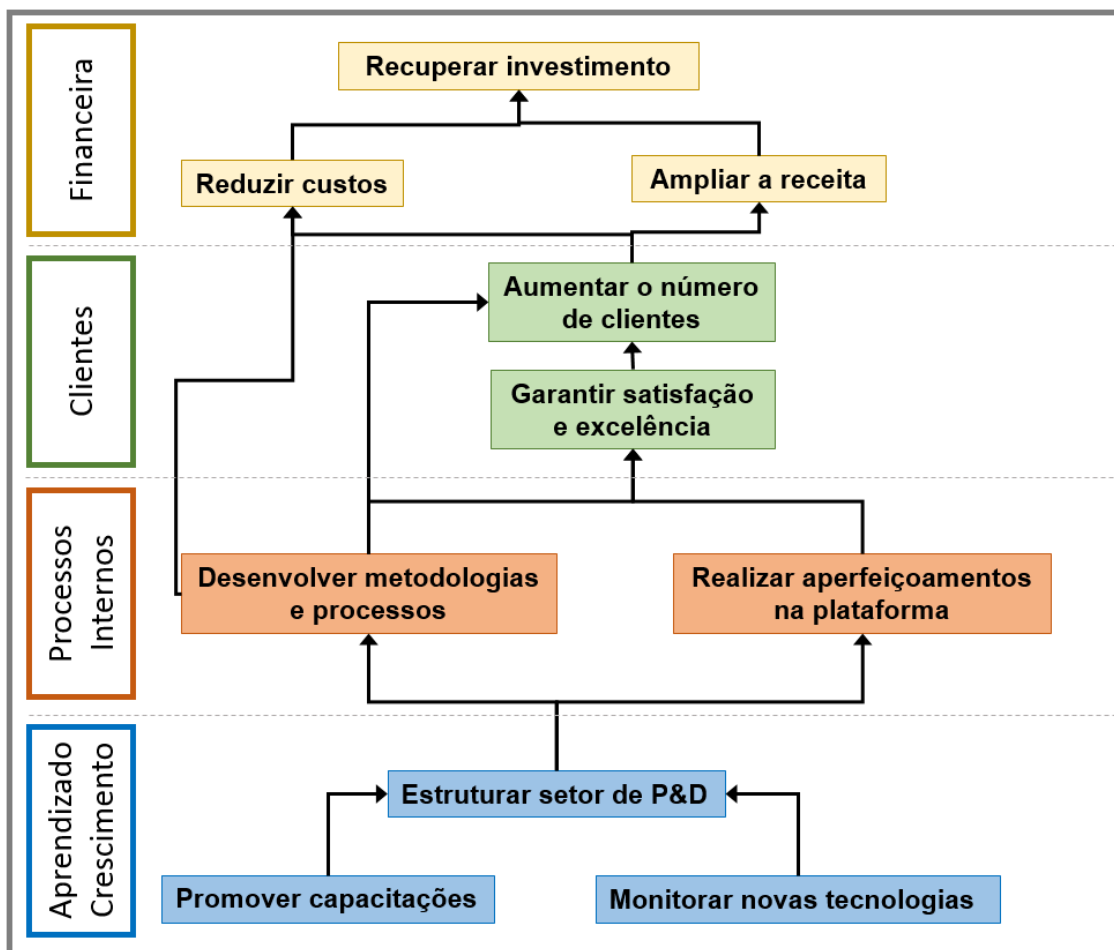 Financeira
Recuperar investimento
Reduzir custos
Ampliar a receita
Clientes
Aumentar o número
de clientes
Garantir satisfação
e excelência
Processos
Internos
Desenvolver metodologias
e processos
Realizar aperfeiçoamentos
na plataforma
Aprendizado
Crescimento
Estruturar setor de P&D
Promover capacitações
Monitorar novas tecnologias